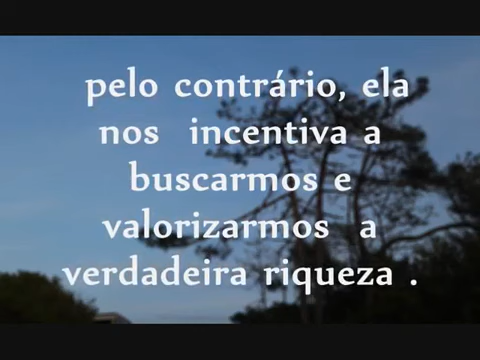 pelo contrário, ela
nos incentiva a
buscarmos e
valorizarmos a
verdadeira riqueza .